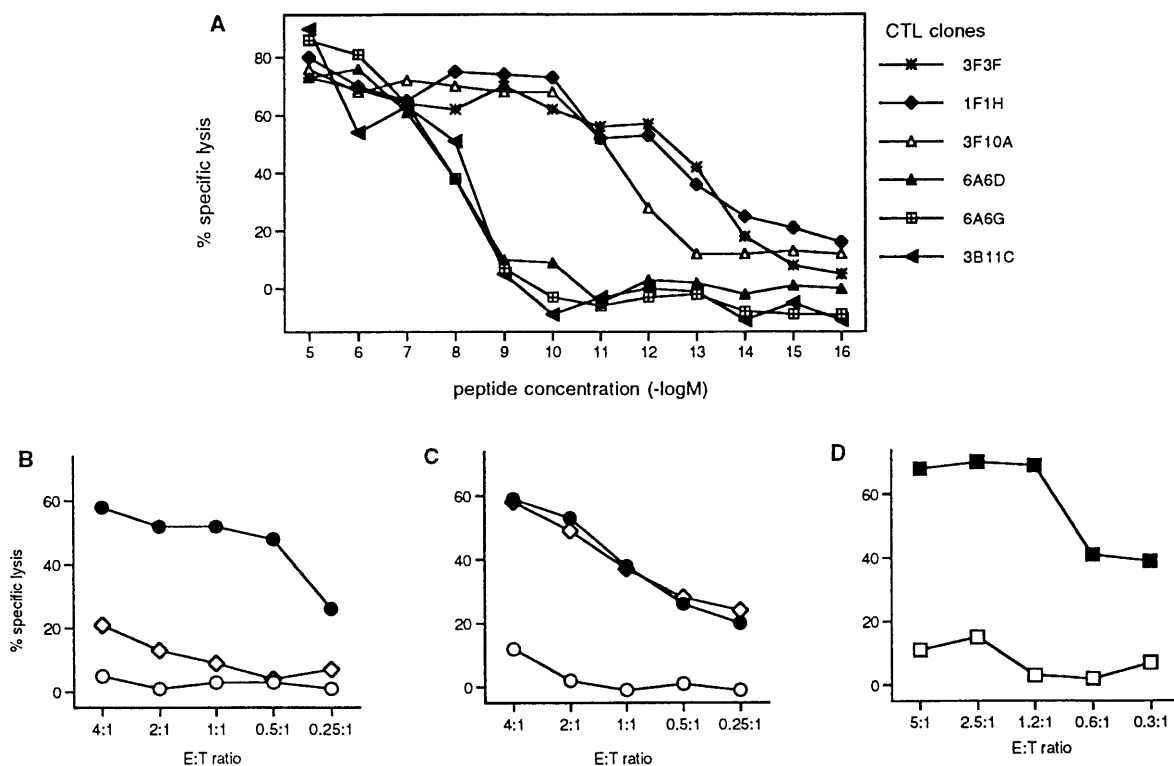 A
CTL clones
3F3F
1F1H
3F10A
6A6D
6A6G
3B11C
% specific lysis
80
60
40
20
0
5 6 7 8 9 10 11 12 13 14 15 16
peptide concentration (-logM)
B
% specific lysis
60
40
20
0
4:1 2:1 1:1 0.5:1 0.25:1
E:T ratio
C
60
40
20
0
4:1 2:1 1:1 0.5:1 0.25:1
E:T ratio
D
60
40
20
0
5:1 2.5:1 1.2:1 0.6:1 0.3:1
E:T ratio